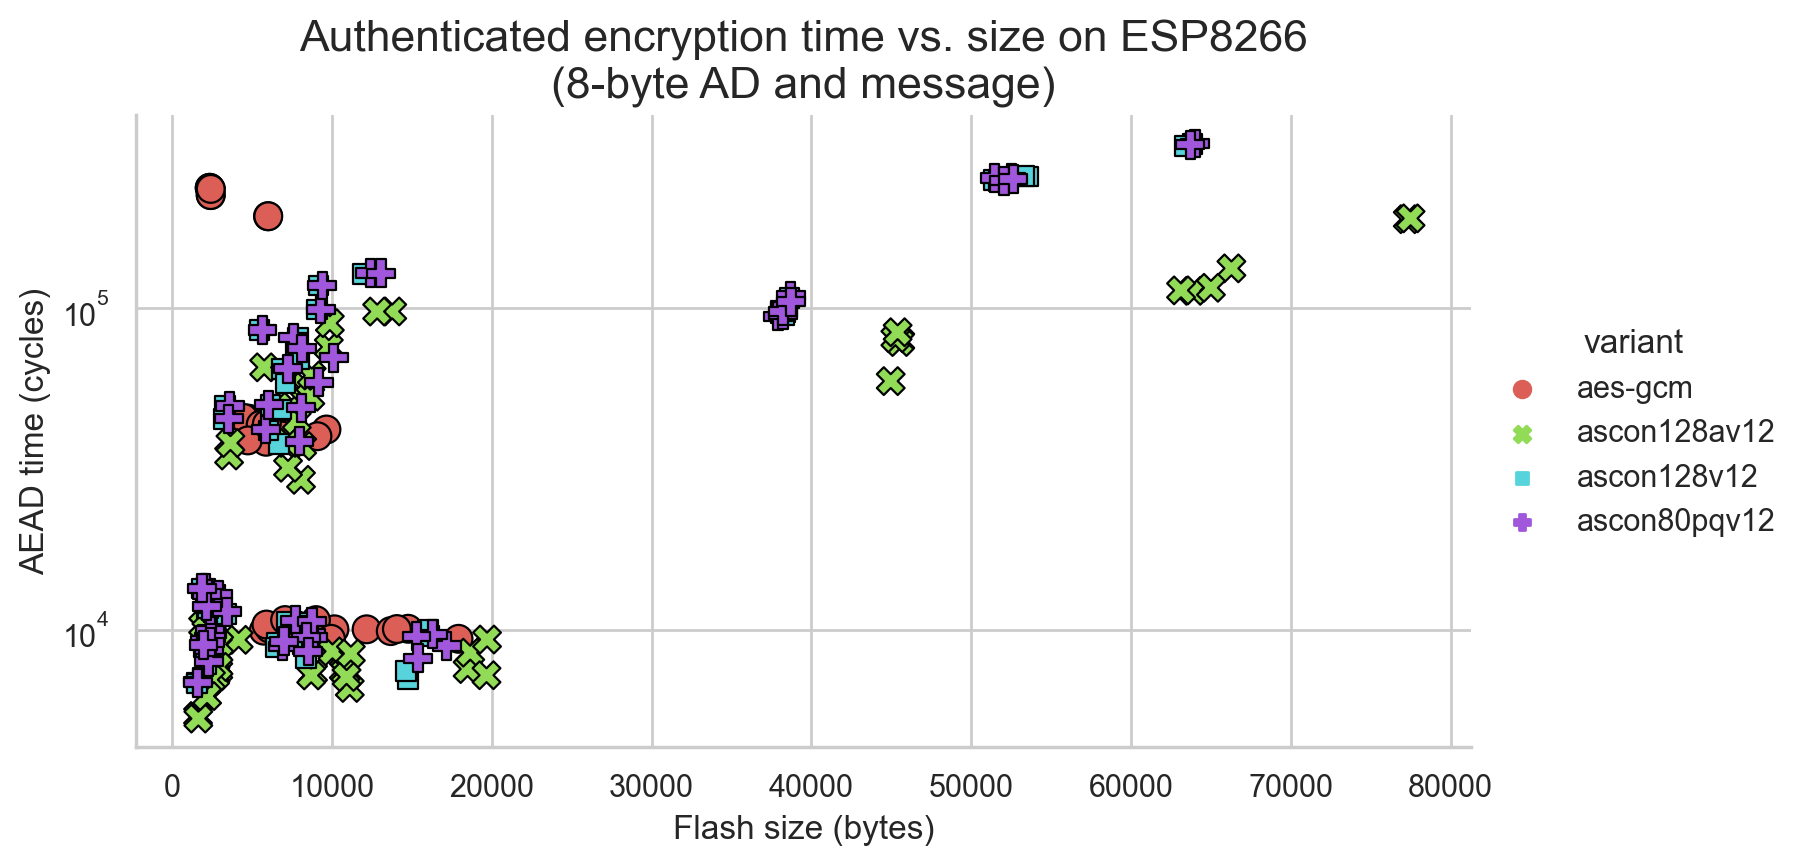 Authenticated encryption time vs. size on ESP8266
(8-byte AD and message)
AEAD time (cycles)
10^5
10^4
0 10000 20000 30000 40000 50000 60000 70000 80000
Flash size (bytes)
variant
aes-gcm
ascon128av12
ascon128v12
ascon80pqv12